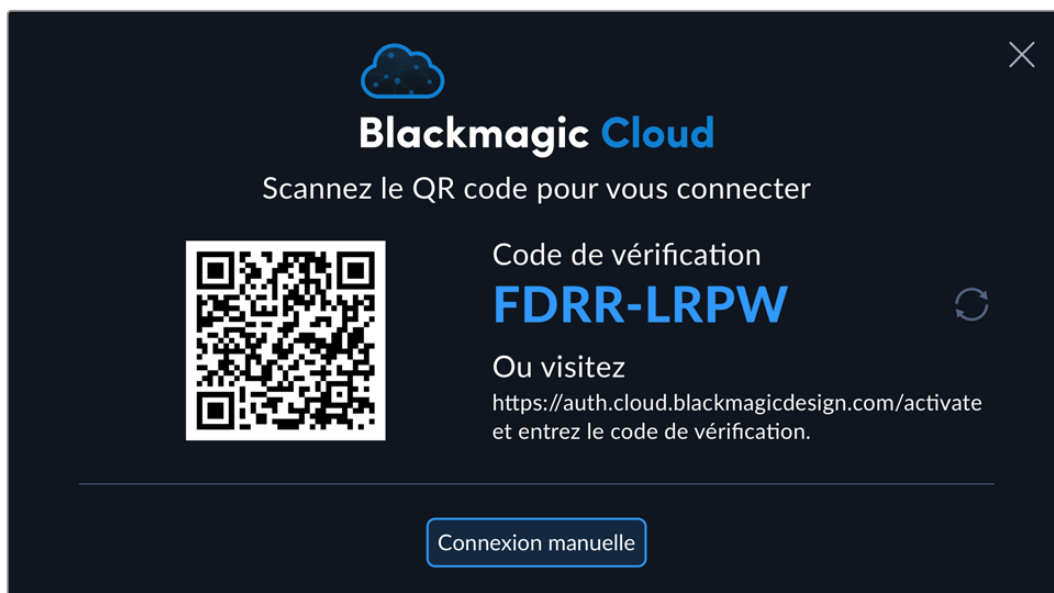 Blackmagic Cloud
Scannez le QR code pour vous connecter
Code de vérification
FDRR-LRPW
Ou visitez
https://auth.cloud.blackmagicdesign.com/activate
et entrez le code de vérification.
Connexion manuelle